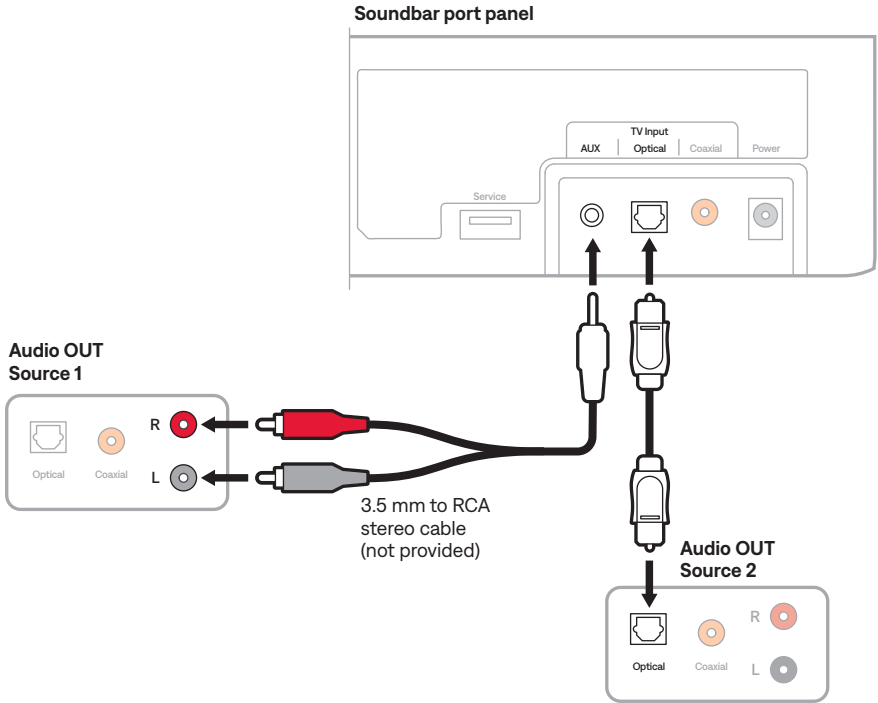 Soundbar port panel
TV Input
AUX Optical Coaxial Power
Service
Audio OUT
Source 1
R
Optical Coaxial L
3.5 mm to RCA
stereo cable
(not provided)
Audio OUT
Source 2
R
Optical Coaxial L